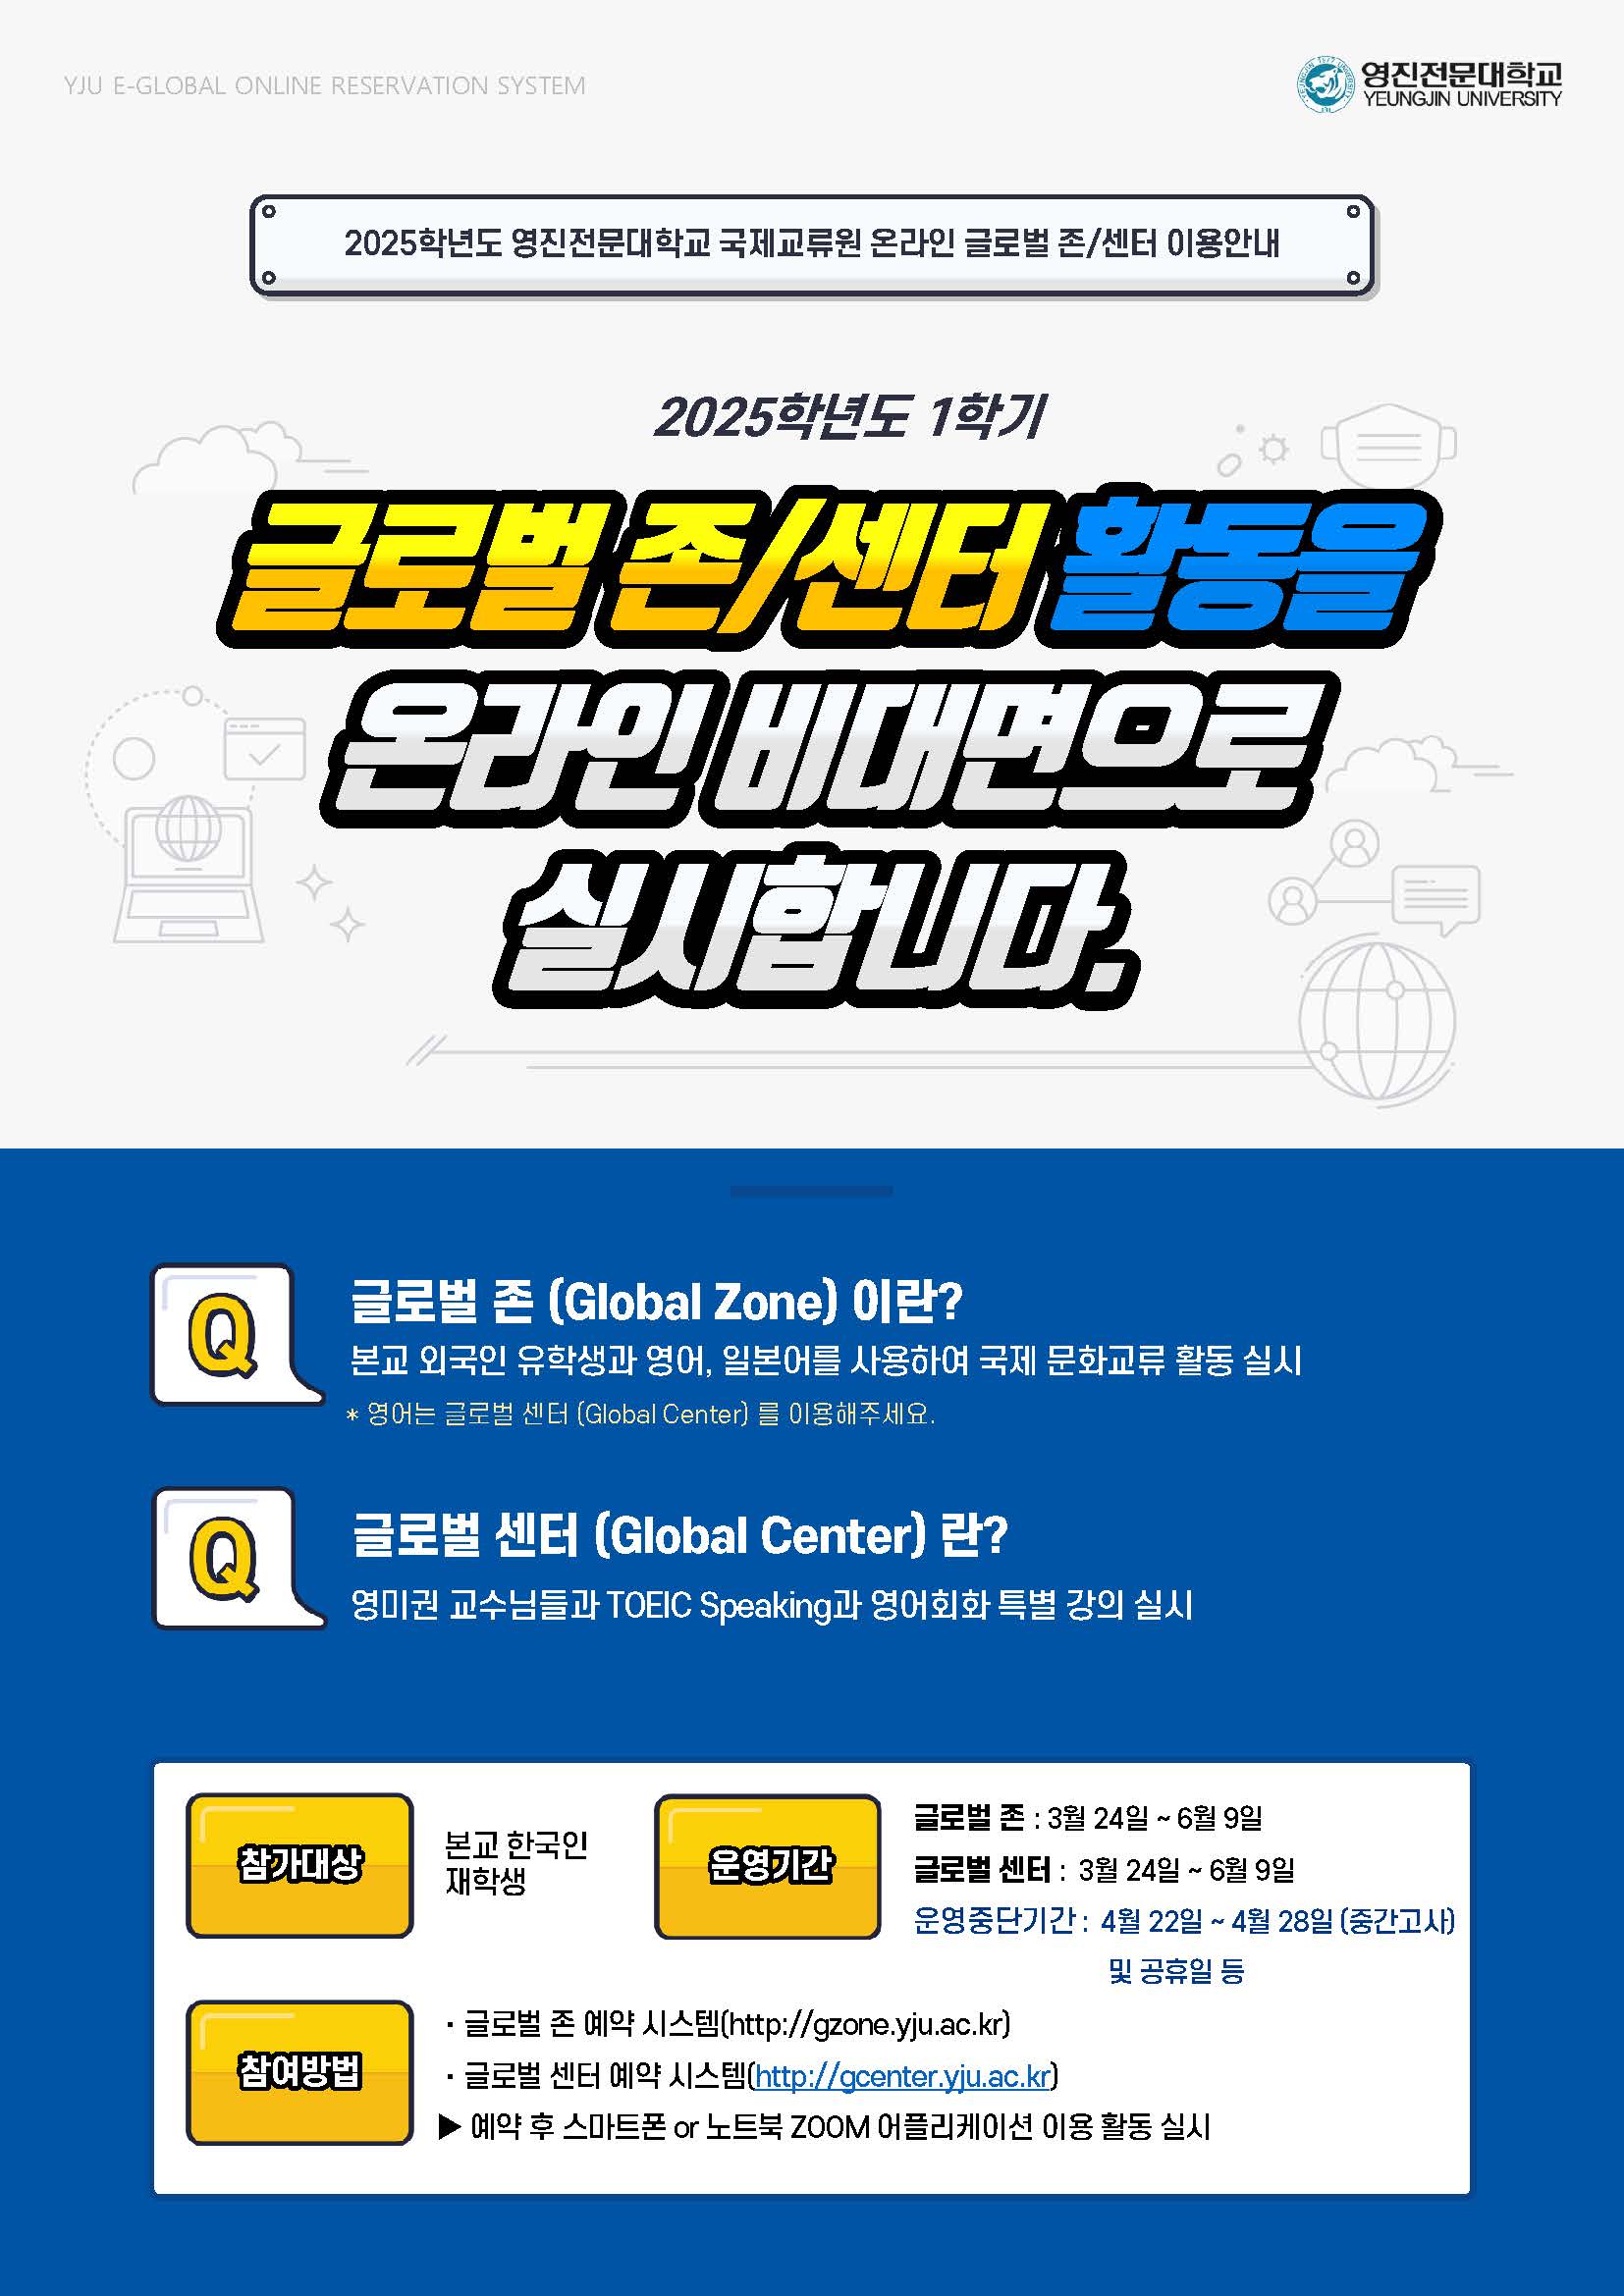 YJU E-GLOBAL ONLINE RESERVATION SYSTEM
영진전문대학교
YEUNGJIN UNIVERSITY
2025학년도 영진전문대학교 국제교류원 온라인 글로벌 존/센터 이용안내
2025학년도 1학기
글로벌 존/센터 활동을
온라인 비대면으로
실시합니다.
Q
글로벌 존 (Global Zone) 이란?
본교 외국인 유학생과 영어, 일본어를 사용하여 국제 문화교류 활동 실시
* 영어는 글로벌 센터 (Global Center) 를 이용해주세요.
Q
글로벌 센터 (Global Center) 란?
영미권 교수님들과 TOEIC Speaking과 영어회화 특별 강의 실시
참가대상
본교 한국인
재학생
운영기간
글로벌 존 : 3월 24일 ~ 6월 9일
글로벌 센터 : 3월 24일 ~ 6월 9일
운영중단기간 : 4월 22일 ~ 4월 28일 (중간고사)
및 공휴일 등
참여방법
· 글로벌 존 예약 시스템(http://gzone.yju.ac.kr)
· 글로벌 센터 예약 시스템(http://gcenter.yju.ac.kr)
▶ 예약 후 스마트폰 or 노트북 ZOOM 어플리케이션 이용 활동 실시